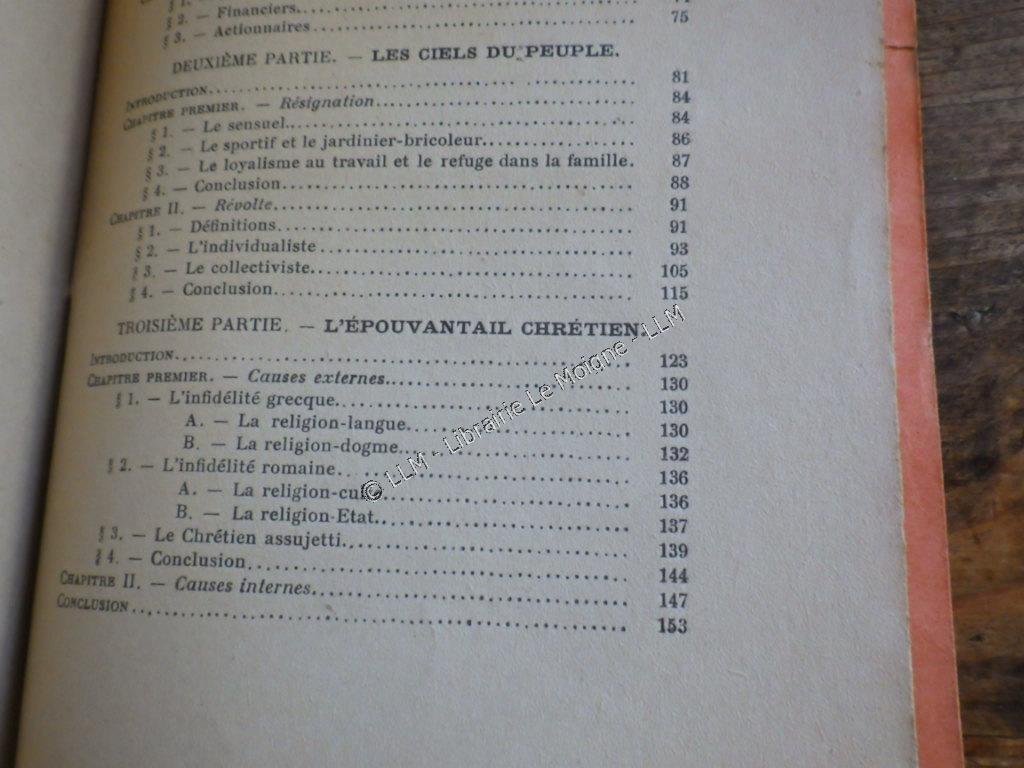 § 1.
§ 2. — Financiers
§ 3. — Actionnaires 75
DEUXIÈME PARTIE. — LES CIELS DU PEUPLE.
INTRODUCTION 81
CHAPITRE PREMIER. — Résignation 84
§ 1. — Le sensuel 84
§ 2. — Le sportif et le jardinier-bricoleur 86
§ 3. — Le loyalisme au travail et le refuge dans la famille. 87
§ 4. — Conclusion 88
CHAPITRE II. — Révolte 91
§ 1. — Définitions 91
§ 2. — L'individualiste 93
§ 3. — Le collectiviste 105
§ 4. — Conclusion 115
TROISIÈME PARTIE. — L'ÉPOUVANTAIL CHRÉTIEN.
INTRODUCTION 123
CHAPITRE PREMIER. — Causes externes 130
§ 1. — L'infidélité grecque 130
A. — La religion-langue 130
B. — La religion-dogme 132
§ 2. — L'infidélité romaine 136
A. — La religion-culte 136
B. — La religion-Etat 137
§ 3. — Le Chrétien assujetti 139
§ 4. — Conclusion 144
CHAPITRE II. — Causes internes 147
CONCLUSION 153
© LLM - Librairie Le Moigne - LLM